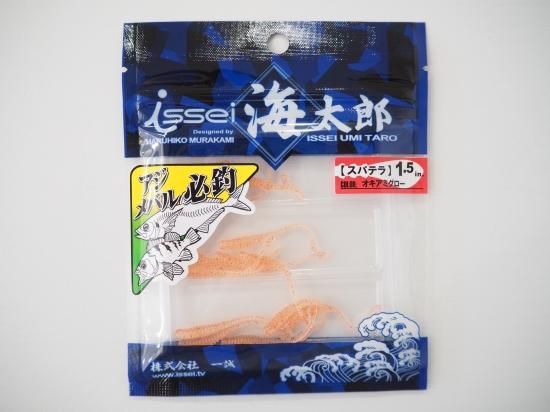 issei
海太郎
Designed by
HARUHIKO MURAKAMI
ISSEI UMI TARO
アジ
メバル必釣
【スパテラ】1.5in.
COLOR: オキアミグロー
株式会社 一誠
www.issei.tv